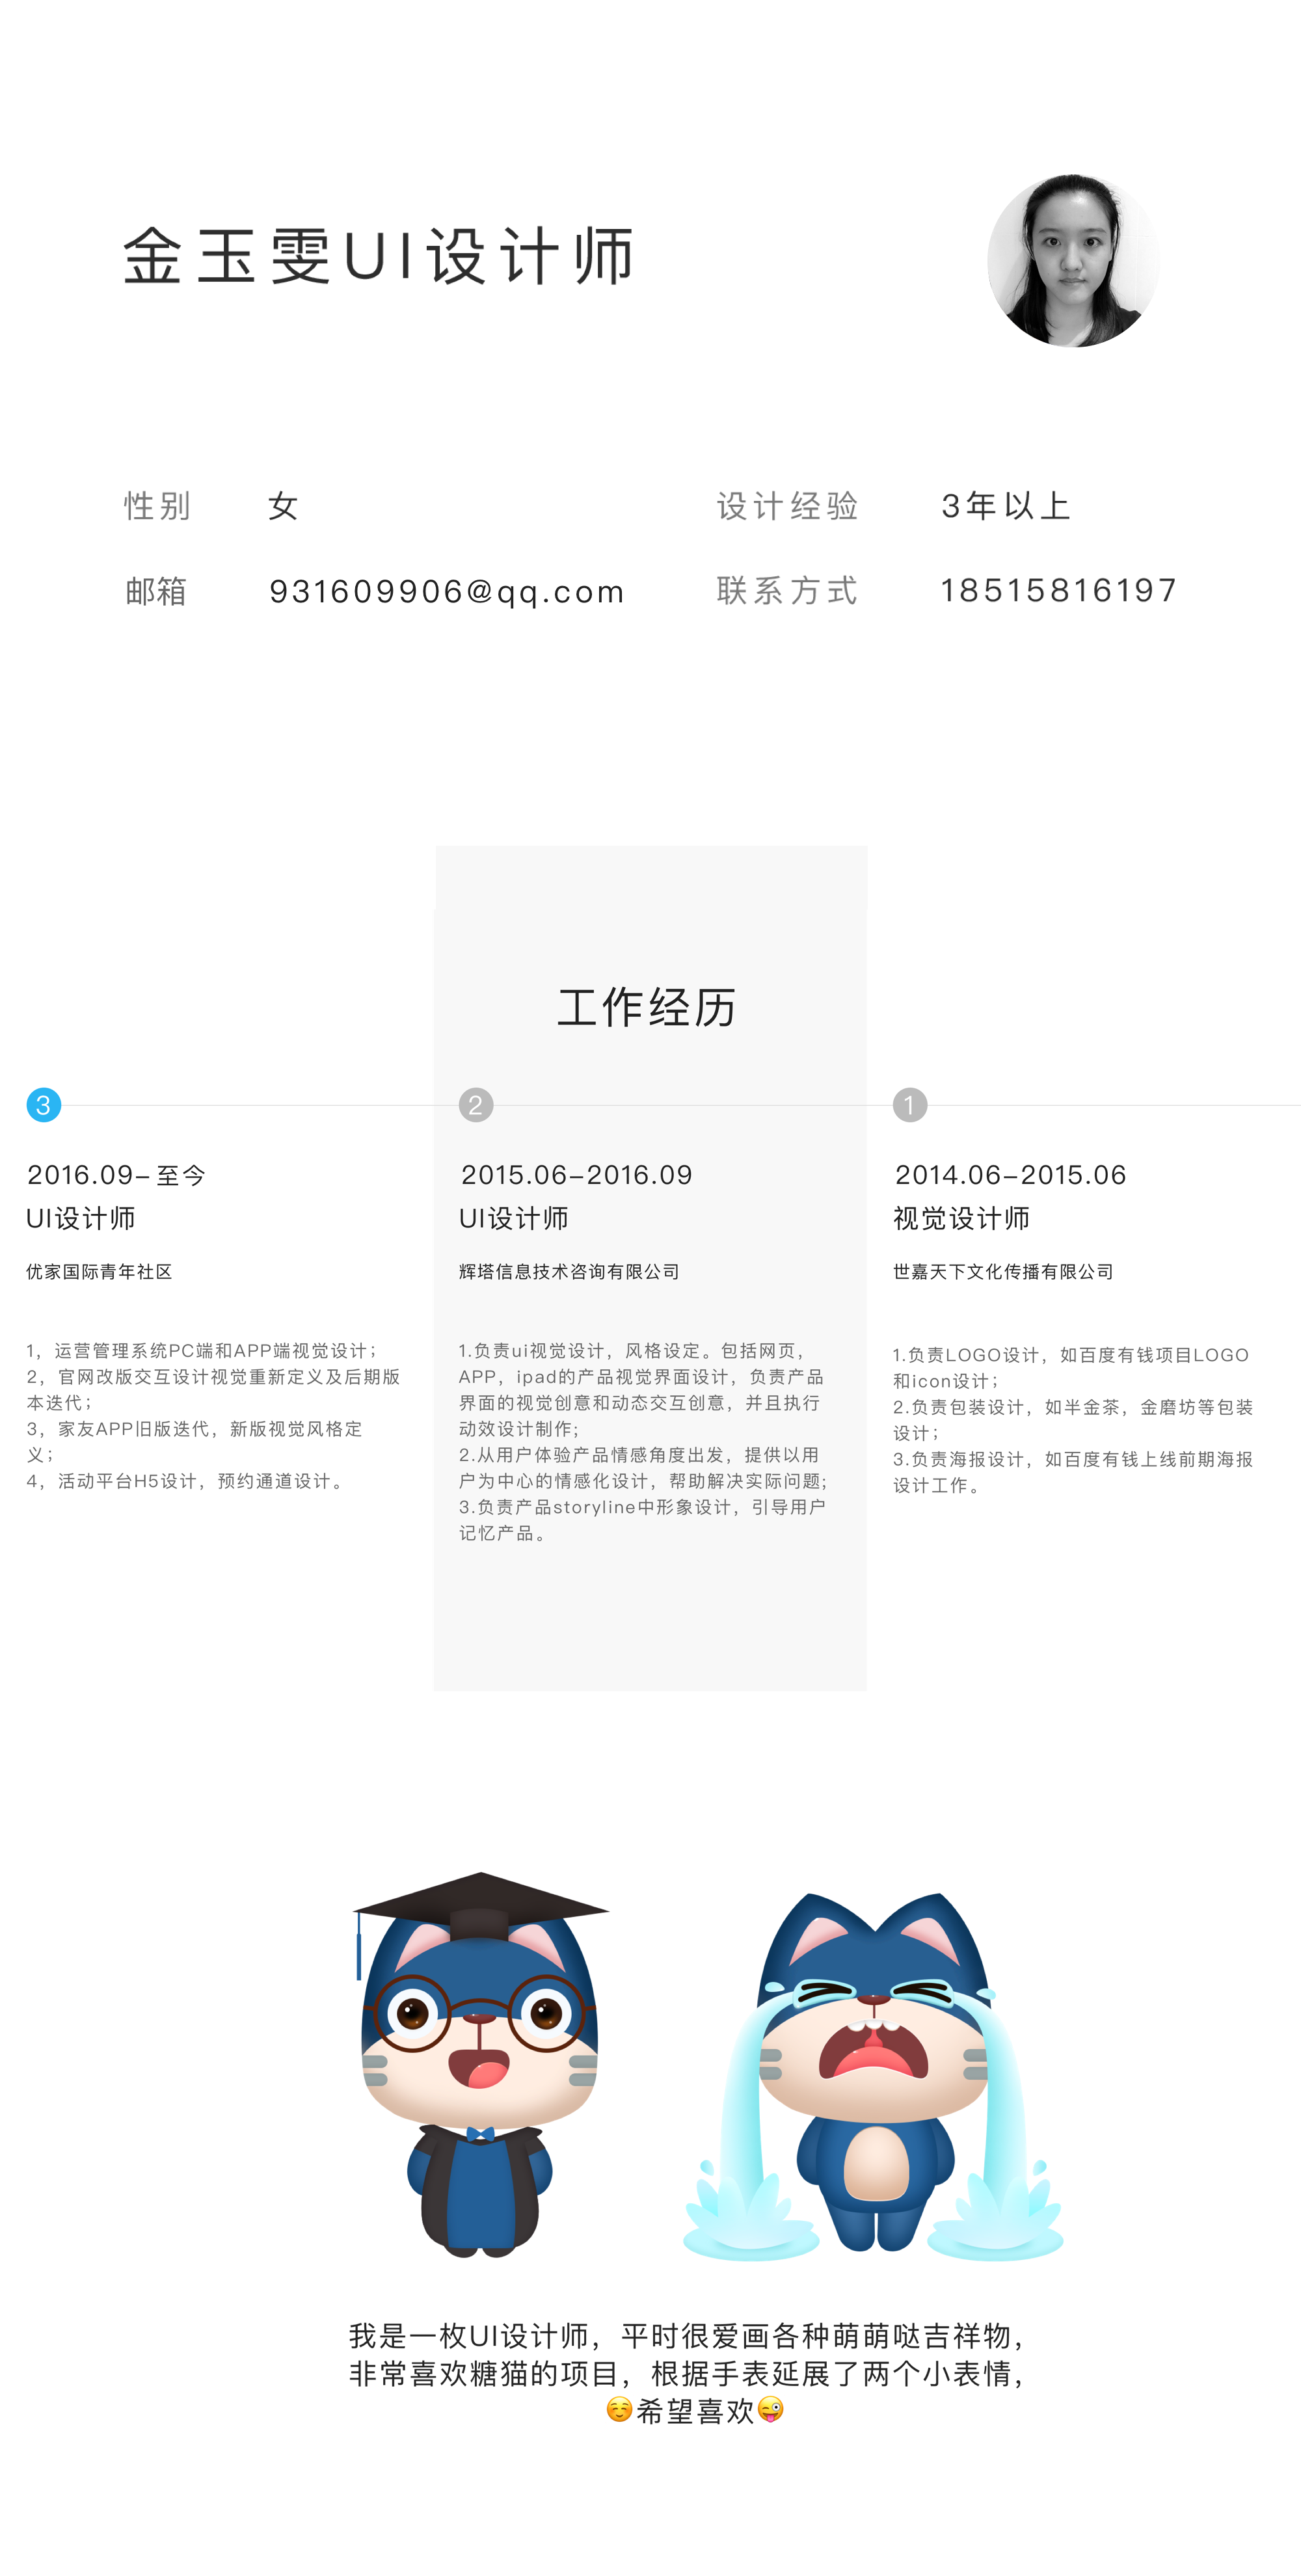 金玉雯UI设计师
性别 女 设计经验 3年以上
邮箱 931609906@qq.com 联系方式 18515816197
工作经历
3
2016.09–至今
UI设计师
优家国际青年社区
1，运营管理系统PC端和APP端视觉设计；
2，官网改版交互设计视觉重新定义及后期版
本迭代；
3，家友APP旧版迭代，新版视觉风格定
义；
4，活动平台H5设计，预约通道设计。
2
2015.06–2016.09
UI设计师
辉塔信息技术咨询有限公司
1.负责ui视觉设计，风格设定。包括网页，
APP，ipad的产品视觉界面设计，负责产品
界面的视觉创意和动态交互创意，并且执行
动效设计制作;
2.从用户体验产品情感角度出发，提供以用
户为中心的情感化设计，帮助解决实际问题;
3.负责产品storyline中形象设计，引导用户
记忆产品。
1
2014.06–2015.06
视觉设计师
世嘉天下文化传播有限公司
1.负责LOGO设计，如百度有钱项目LOGO
和icon设计；
2.负责包装设计，如半金茶，金磨坊等包装
设计；
3.负责海报设计，如百度有钱上线前期海报
设计工作。
我是一枚UI设计师，平时很爱画各种萌萌哒吉祥物，
非常喜欢糖猫的项目，根据手表延展了两个小表情，
☺️希望喜欢😜